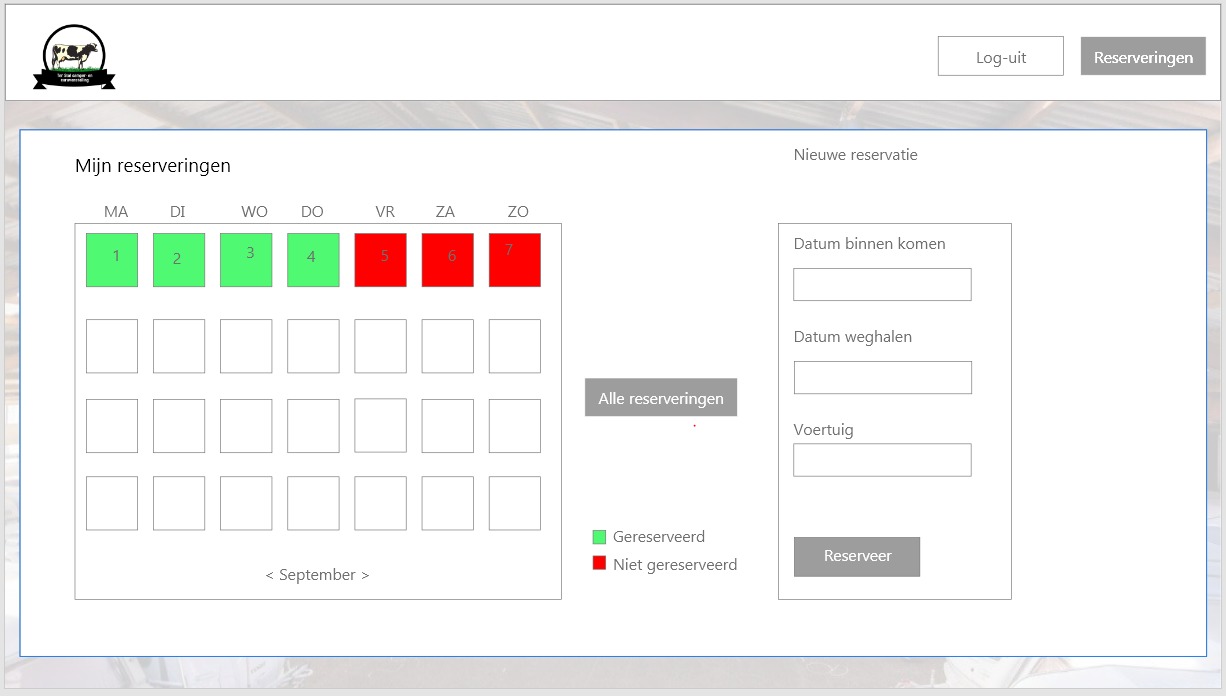 Log-uit
Reserveringen
Mijn reserveringen
MA DI WO DO VR ZA ZO
1 2 3 4 5 6 7
< September >
Alle reserveringen
Gereserveerd
Niet gereserveerd
Nieuwe reservatie
Datum binnen komen
Datum weghalen
Voertuig
Reserveer